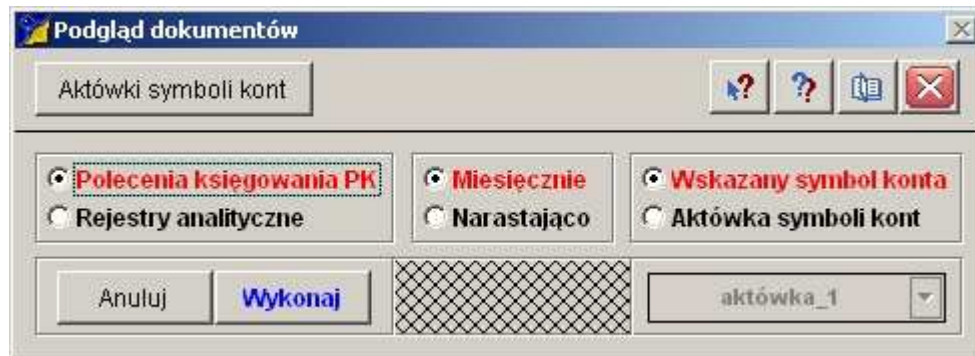 Podgląd dokumentów
Aktówki symboli kont
Polecenia księgowania PK
Miesięcznie
Wskazany symbol konta
Rejestry analityczne
Narastająco
Aktówka symboli kont
Anuluj
Wykonaj
aktówka_1